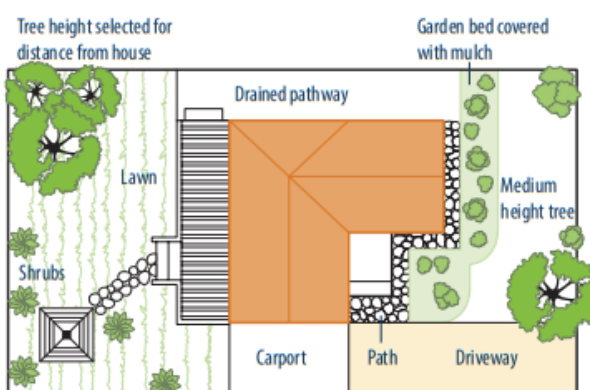 Tree height selected for
distance from house
Garden bed covered
with mulch
Drained pathway
Lawn
Medium
height tree
Shrubs
Carport
Path
Driveway